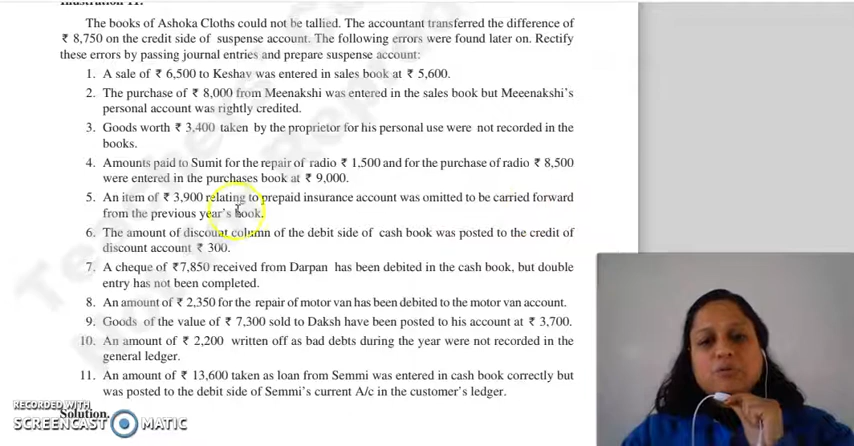 The books of Ashoka Cloths could not be tallied. The accountant transferred the difference of
₹ 8,750 on the credit side of suspense account. The following errors were found later on. Rectify
these errors by passing journal entries and prepare suspense account:
1. A sale of ₹ 6,500 to Keshav was entered in sales book at ₹ 5,600.
2. The purchase of ₹ 8,000 from Meenakshi was entered in the sales book but Meeenakshi's
personal account was rightly credited.
3. Goods worth ₹ 3,400 taken by the proprietor for his personal use were not recorded in the
books.
4. Amounts paid to Sumit for the repair of radio ₹ 1,500 and for the purchase of radio ₹ 8,500
were entered in the purchases book at ₹ 9,000.
5. An item of ₹ 3,900 relating to prepaid insurance account was omitted to be carried forward
from the previous year's book.
6. The amount of discount column of the debit side of cash book was posted to the credit of
discount account ₹ 300.
7. A cheque of ₹7,850 received from Darpan has been debited in the cash book, but double
entry has not been completed.
8. An amount of ₹ 2,350 for the repair of motor van has been debited to the motor van account.
9. Goods of the value of ₹ 7,300 sold to Daksh have been posted to his account at ₹ 3,700.
10. An amount of ₹ 2,200 written off as bad debts during the year were not recorded in the
general ledger.
11. An amount of ₹ 13,600 taken as loan from Semmi was entered in cash book correctly but
was posted to the debit side of Semmi's current A/c in the customer's ledger.
RECORDED WITH
SCREENCAST MATIC
Solution.